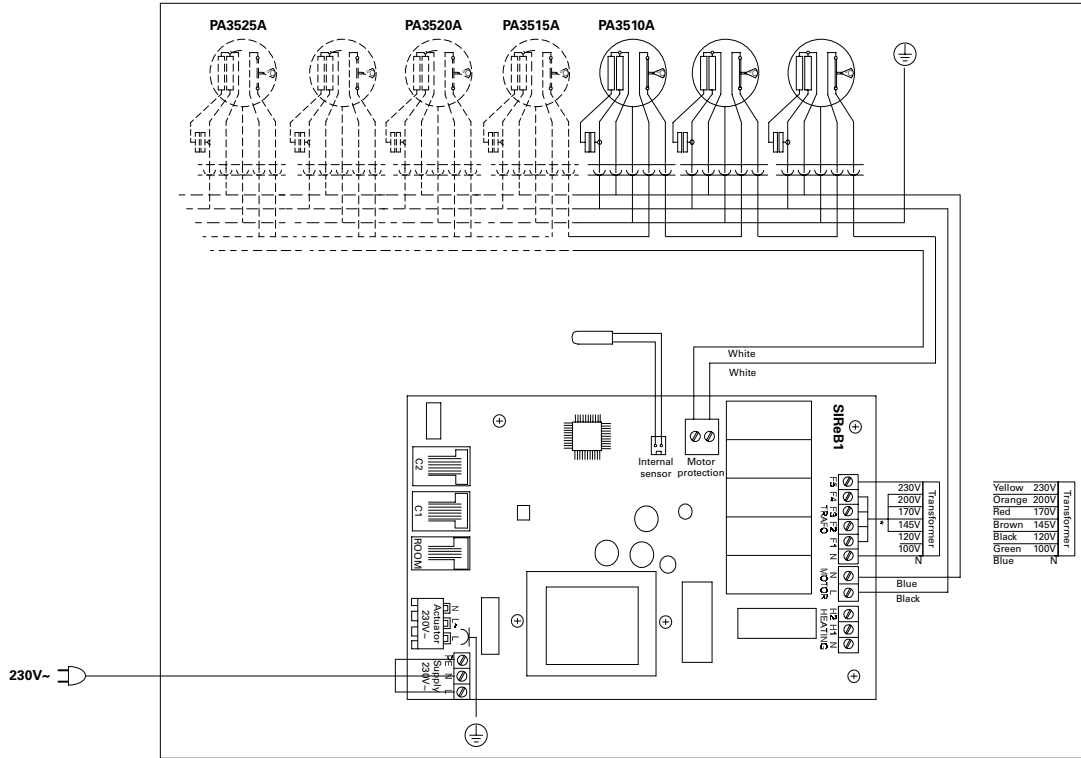 PA3525A PA3520A PA3515A PA3510A
White
White
SIReB1
Internal
sensor
Motor
protection
C2
C1
ROOM
F5
F4
F3
F2
F1
N
TRAFO
230V
200V
170V
145V
120V
100V
N
Transformer
*
Yellow 230V
Orange 200V
Red 170V
Brown 145V
Black 120V
Green 100V
Blue N
Transformer
N
L
MOTOR
Blue
Black
H2
H1
N
HEATING
Actuator
230V~
N
L
PE
N
L
Supply
230V~
230V~